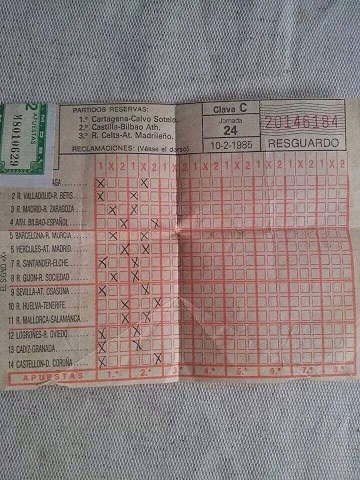 PARTIDOS RESERVAS:
1.º Cartagena-Calvo Sotelo
2.º Castilla-Bilbao Ath.
3.º R. Celta-At. Madrileño.
RECLAMACIONES: (Véase el dorso)
Clave C
Jornada
24
10-2-1985
20146184
RESGUARDO
2 APUESTAS
M8010629
1 X 2 1 X 2 1 X 2 1 X 2 1 X 2 1 X 2 1 X 2 1 X 2
AGA
2 R. VALLADOLID-R. BETIS
3 R. MADRID-R. ZARAGOZA
4 ATH. BILBAO-ESPAÑOL
5 BARCELONA-R. MURCIA
6 HERCULES-AT. MADRID
7 R. SANTANDER-ELCHE
8 R. GIJON-R. SOCIEDAD
9 SEVILLA-AT. OSASUNA
10 R. HUELVA-TENERIFE
11 R. MALLORCA-SALAMANCA
12 LOGROÑES-R. OVIEDO
13 CADIZ-GRANADA
14 CASTELLON-D. CORUÑA
APUESTAS 1.ª 2.ª 3.ª 4.ª 5.ª 6.ª 7.ª 8.ª